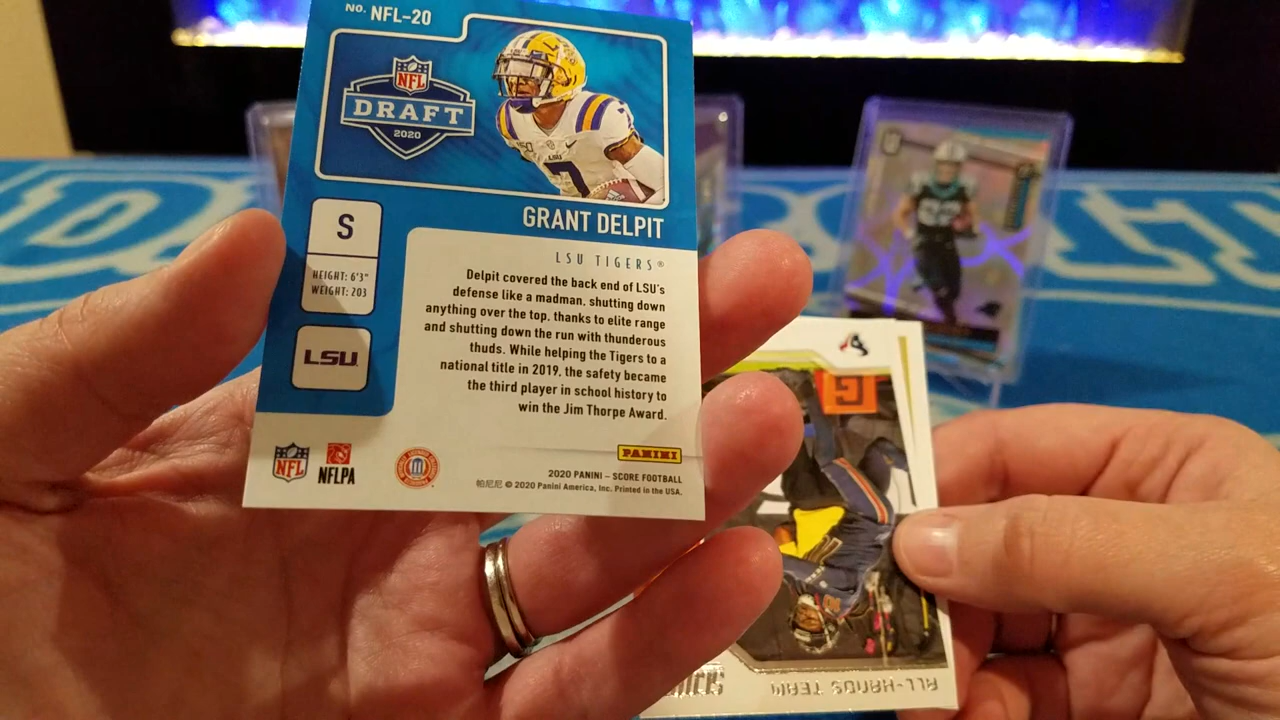 No. NFL-20
NFL
DRAFT
2020
LSU
7
GRANT DELPIT
LSU TIGERS®
S
HEIGHT: 6'3"
WEIGHT: 203
LSU
Delpit covered the back end of LSU's
defense like a madman, shutting down
anything over the top, thanks to elite range
and shutting down the run with thunderous
thuds. While helping the Tigers to a
national title in 2019, the safety became
the third player in school history to
win the Jim Thorpe Award.
NFL
NFLPA
PANINI
2020 PANINI – SCORE FOOTBALL
帕尼尼 © 2020 Panini America, Inc. Printed in the USA.
ALL-HANDS TEAM